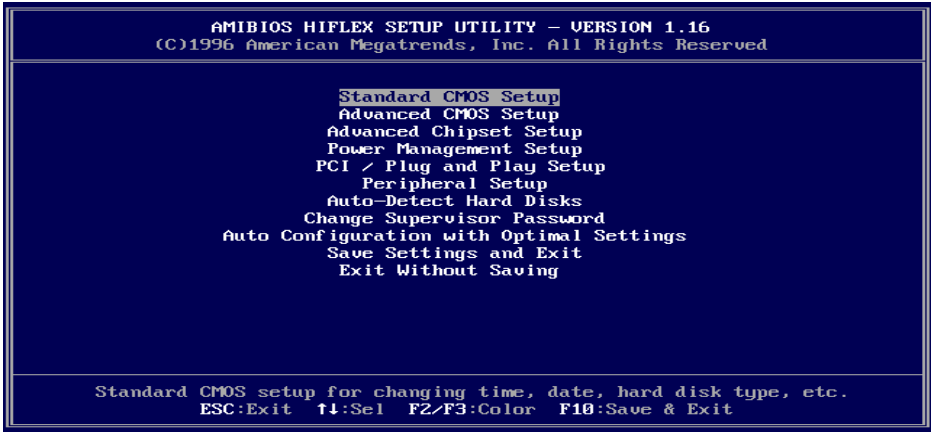 AMIBIOS HIFLEX SETUP UTILITY – VERSION 1.16
(C)1996 American Megatrends, Inc. All Rights Reserved
Standard CMOS Setup
Advanced CMOS Setup
Advanced Chipset Setup
Power Management Setup
PCI / Plug and Play Setup
Peripheral Setup
Auto-Detect Hard Disks
Change Supervisor Password
Auto Configuration with Optimal Settings
Save Settings and Exit
Exit Without Saving
Standard CMOS setup for changing time, date, hard disk type, etc.
ESC:Exit ↑↓:Sel F2/F3:Color F10:Save & Exit